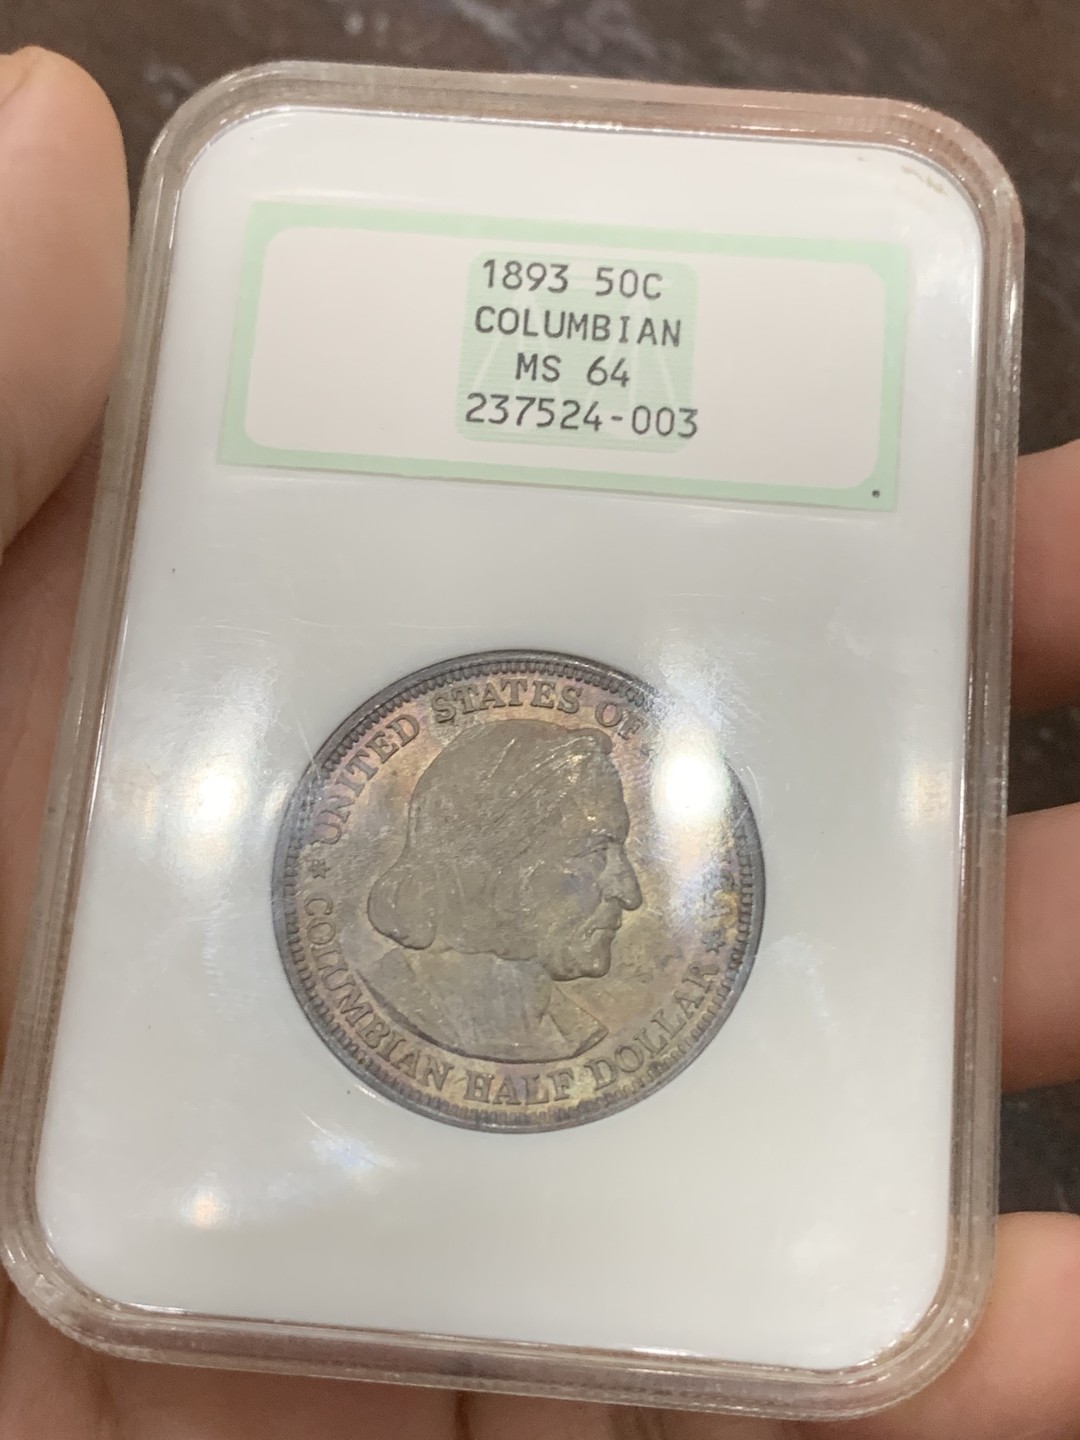 1893 50C
COLUMBIAN
MS 64
237524-003
UNITED STATES OF
COLUMBIAN HALF DOLLAR